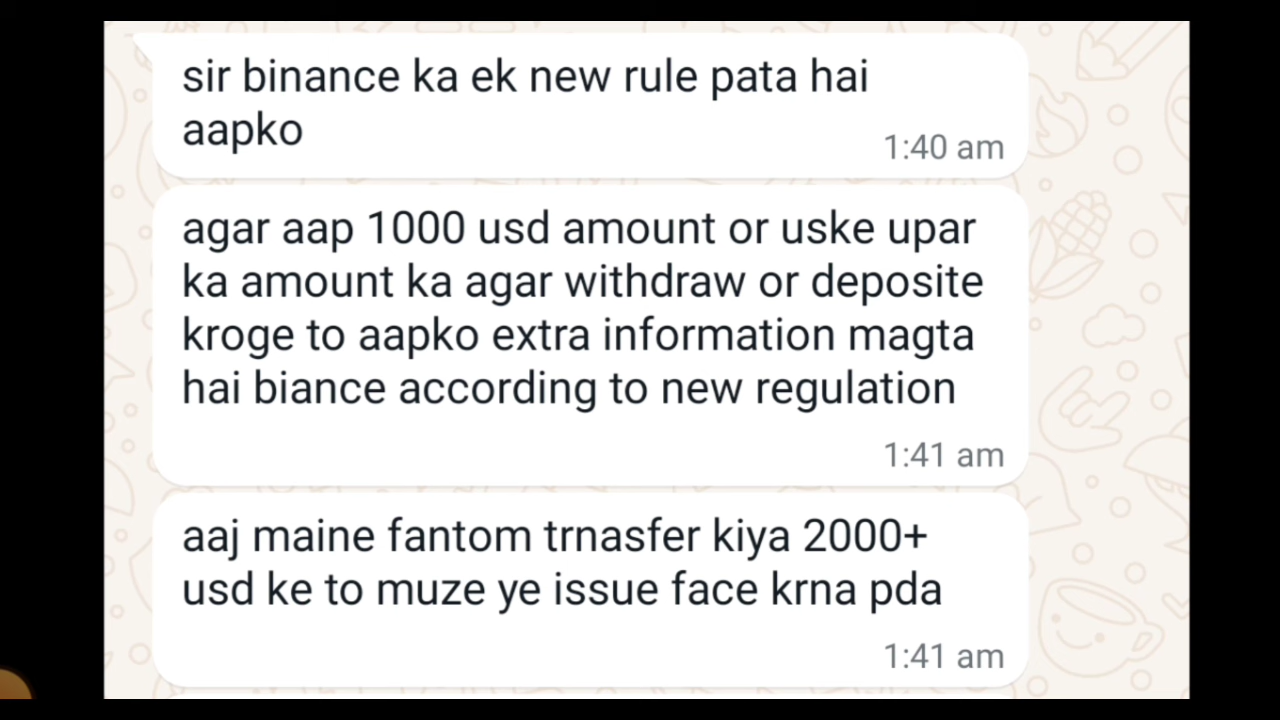 sir binance ka ek new rule pata hai
aapko
1:40 am
agar aap 1000 usd amount or uske upar
ka amount ka agar withdraw or deposite
kroge to aapko extra information magta
hai biance according to new regulation
1:41 am
aaj maine fantom trnasfer kiya 2000+
usd ke to muze ye issue face krna pda
1:41 am